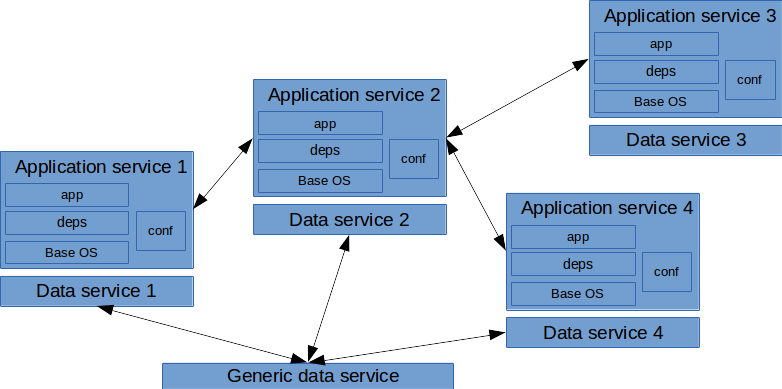 Application service 3
app
deps
conf
Base OS
Data service 3
Application service 2
app
deps
conf
Base OS
Data service 2
Application service 1
app
deps
conf
Base OS
Data service 1
Application service 4
app
deps
conf
Base OS
Data service 4
Generic data service